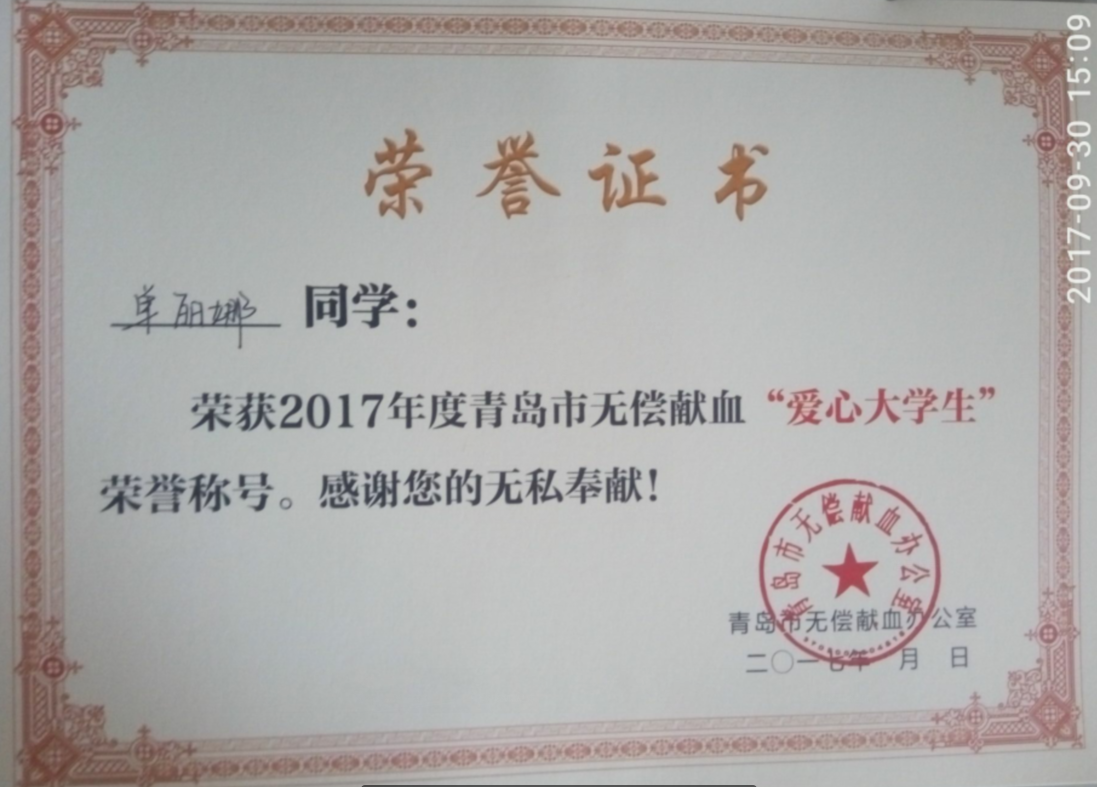 荣誉证书
单丽娜 同学：
荣获2017年度青岛市无偿献血“爱心大学生”
荣誉称号。感谢您的无私奉献！
青岛市无偿献血办公室
青岛市无偿献血办公室
二〇一七年 月 日
2017-09-30 15:09